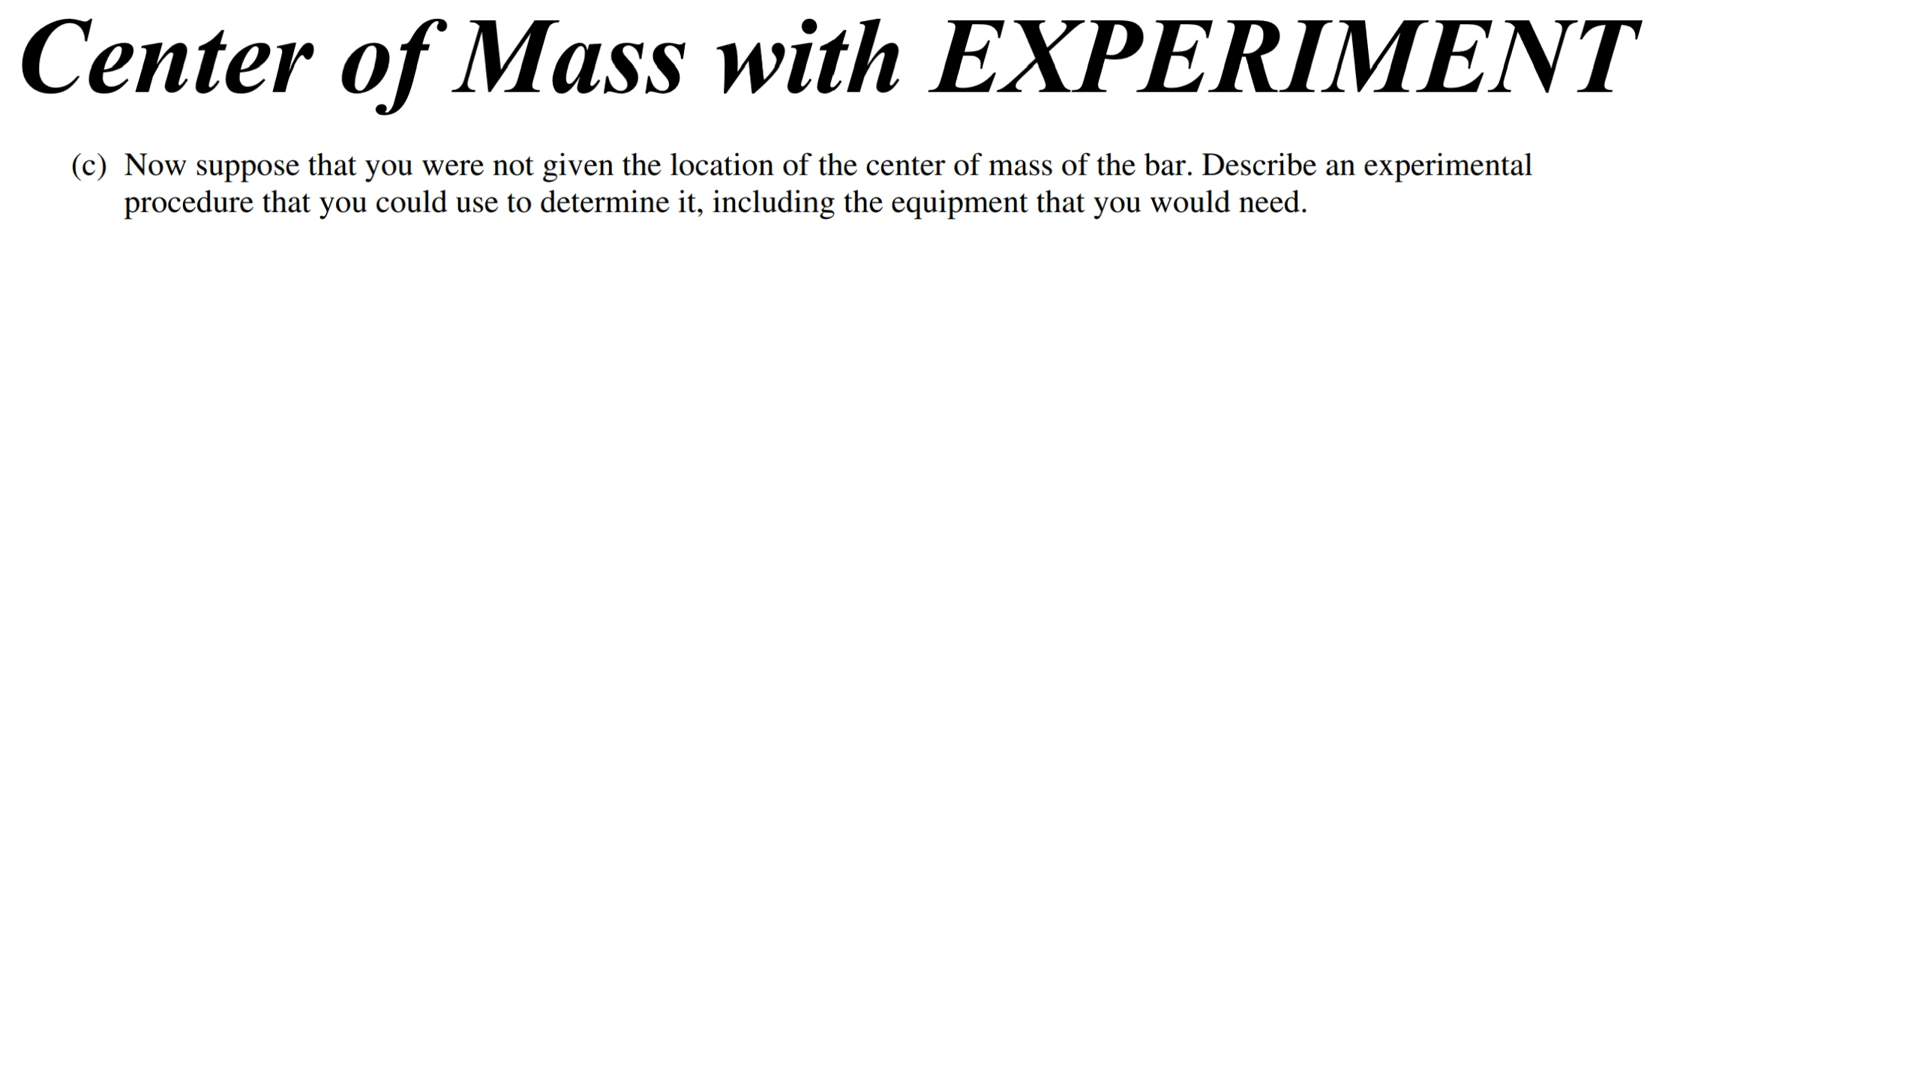 Center of Mass with EXPERIMENT
(c) Now suppose that you were not given the location of the center of mass of the bar. Describe an experimental
procedure that you could use to determine it, including the equipment that you would need.